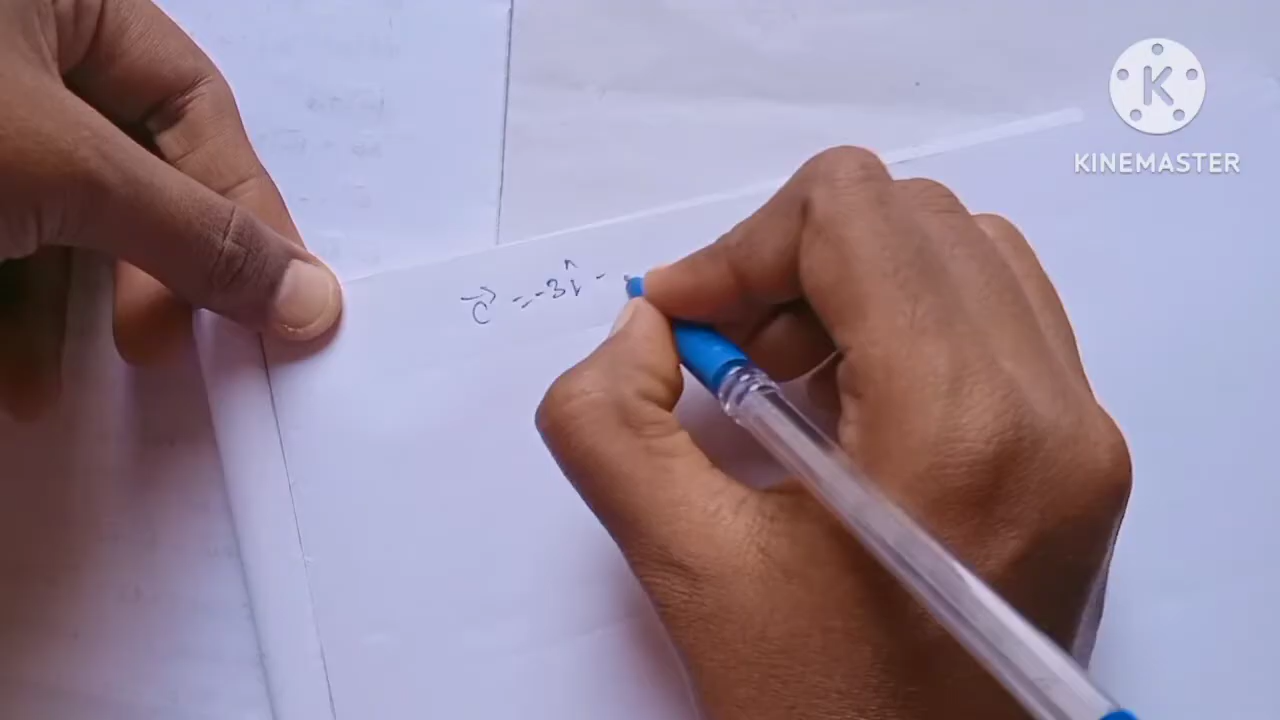 KINEMASTER
c⃗ = -3î -